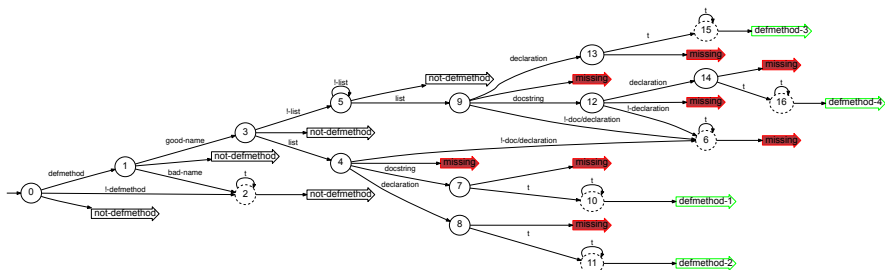 t
15
defmethod-3
t
declaration
13
missing
missing
!-list
not-defmethod
5
list
9
missing
declaration
14
docstring
12
missing
t
t
16
defmethod-4
!-declaration
!-doc/declaration
t
6
missing
!-list
good-name
3
not-defmethod
list
!-doc/declaration
defmethod
1
not-defmethod
bad-name
4
missing
docstring
missing
declaration
7
t
t
10
defmethod-1
0
!-defmethod
t
2
not-defmethod
not-defmethod
8
missing
t
t
11
defmethod-2